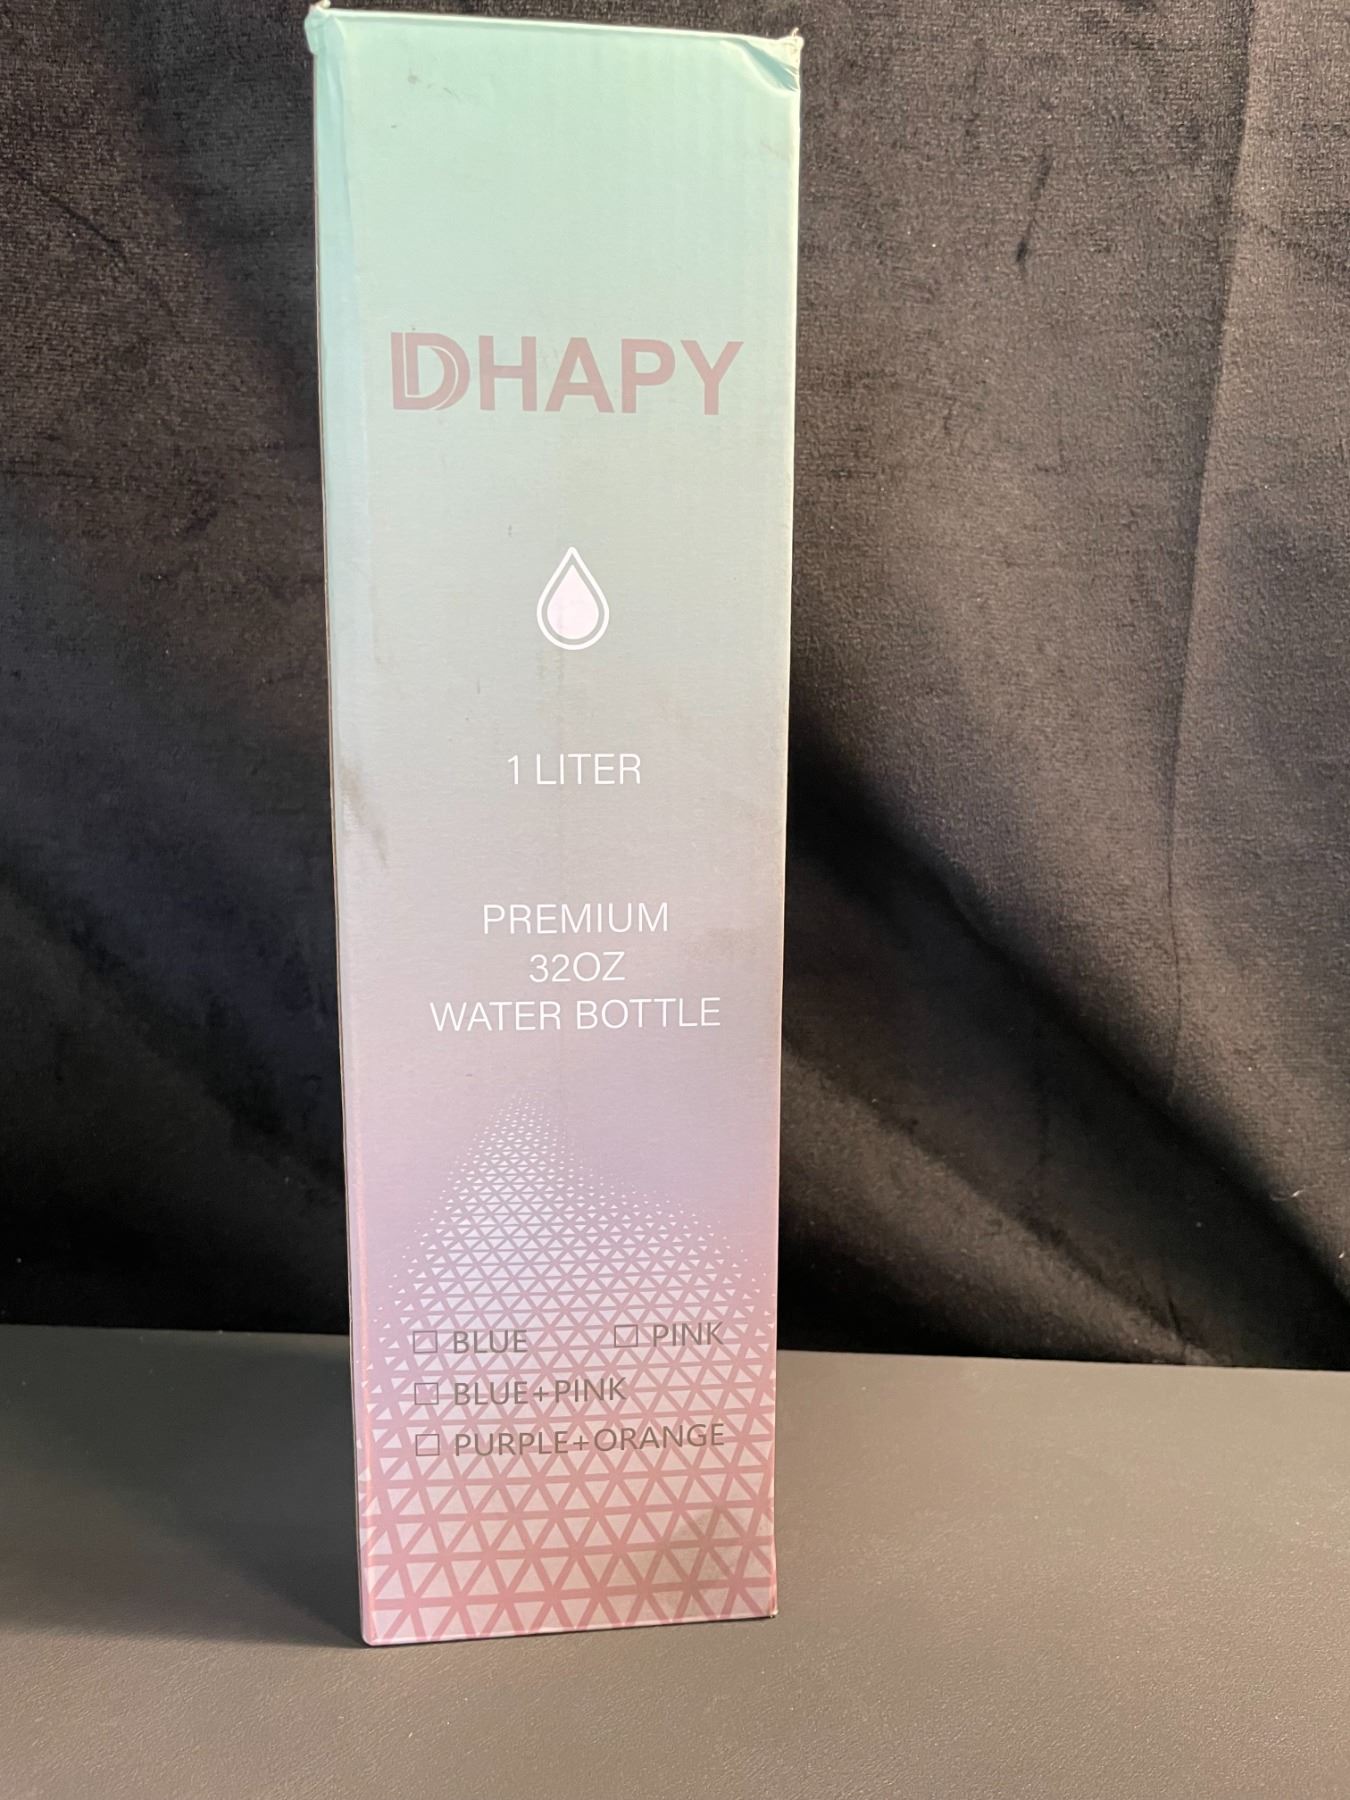 DHAPY
1 LITER
PREMIUM
32OZ
WATER BOTTLE
☐ BLUE ☐ PINK
☐ BLUE+PINK
☐ PURPLE+ORANGE